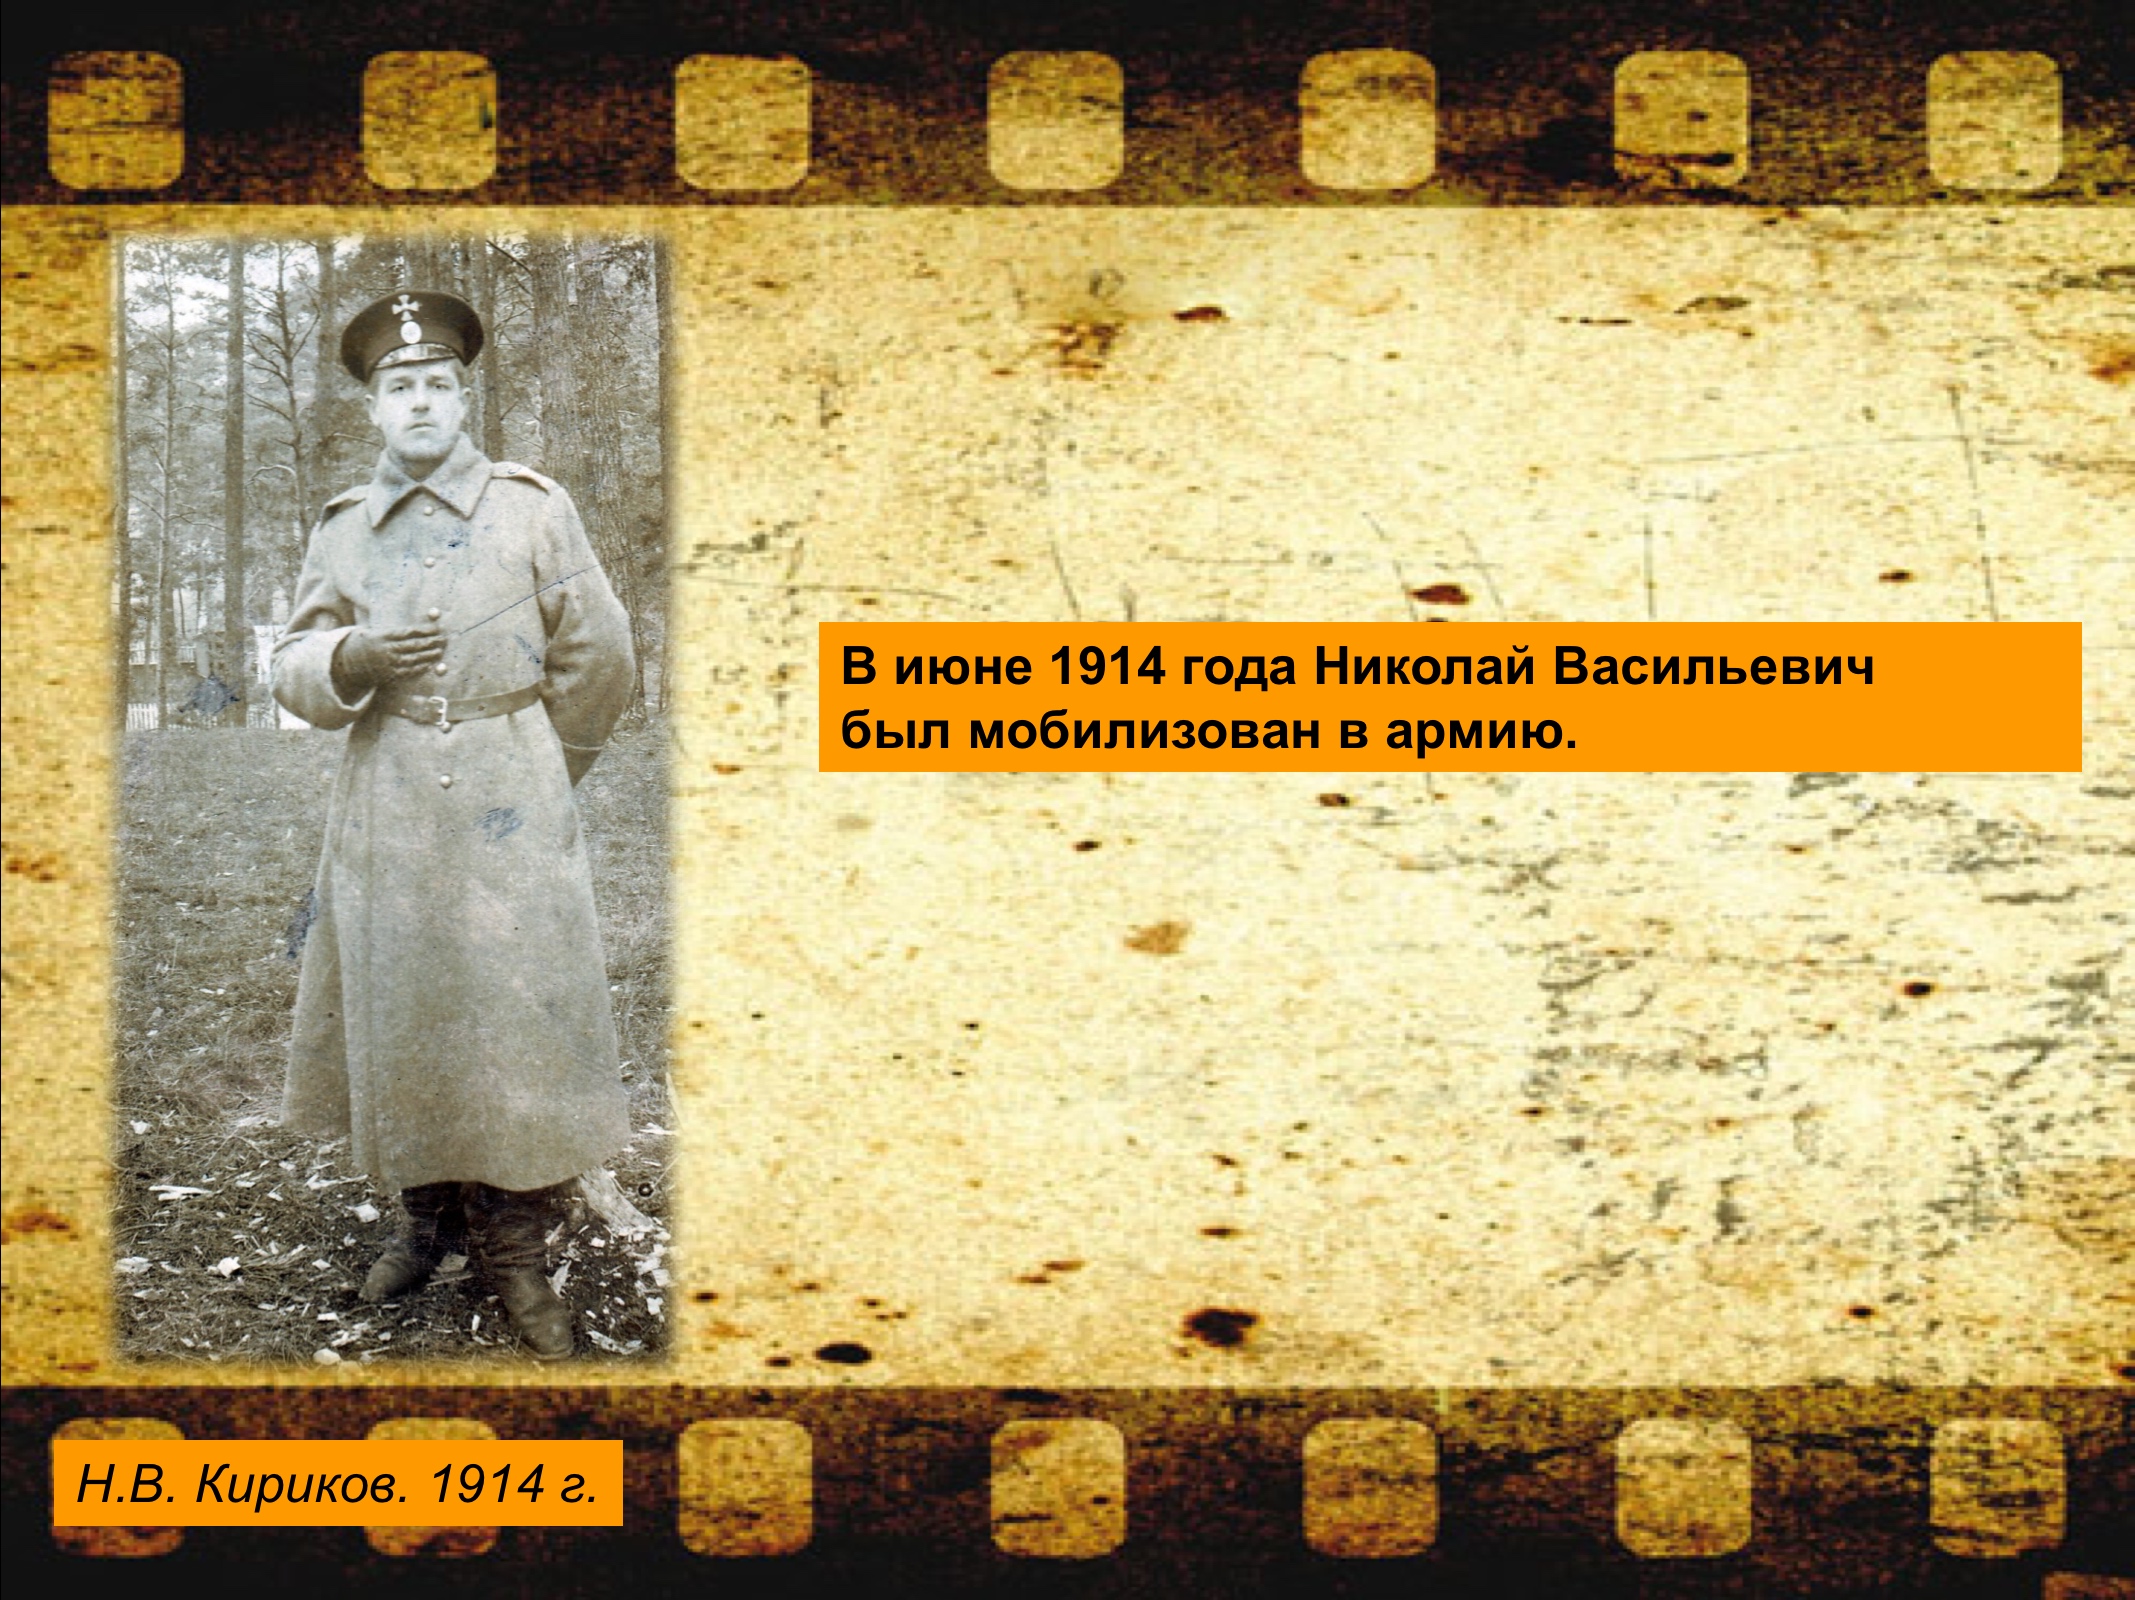 В июне 1914 года Николай Васильевич
был мобилизован в армию.
Н.В. Кириков. 1914 г.